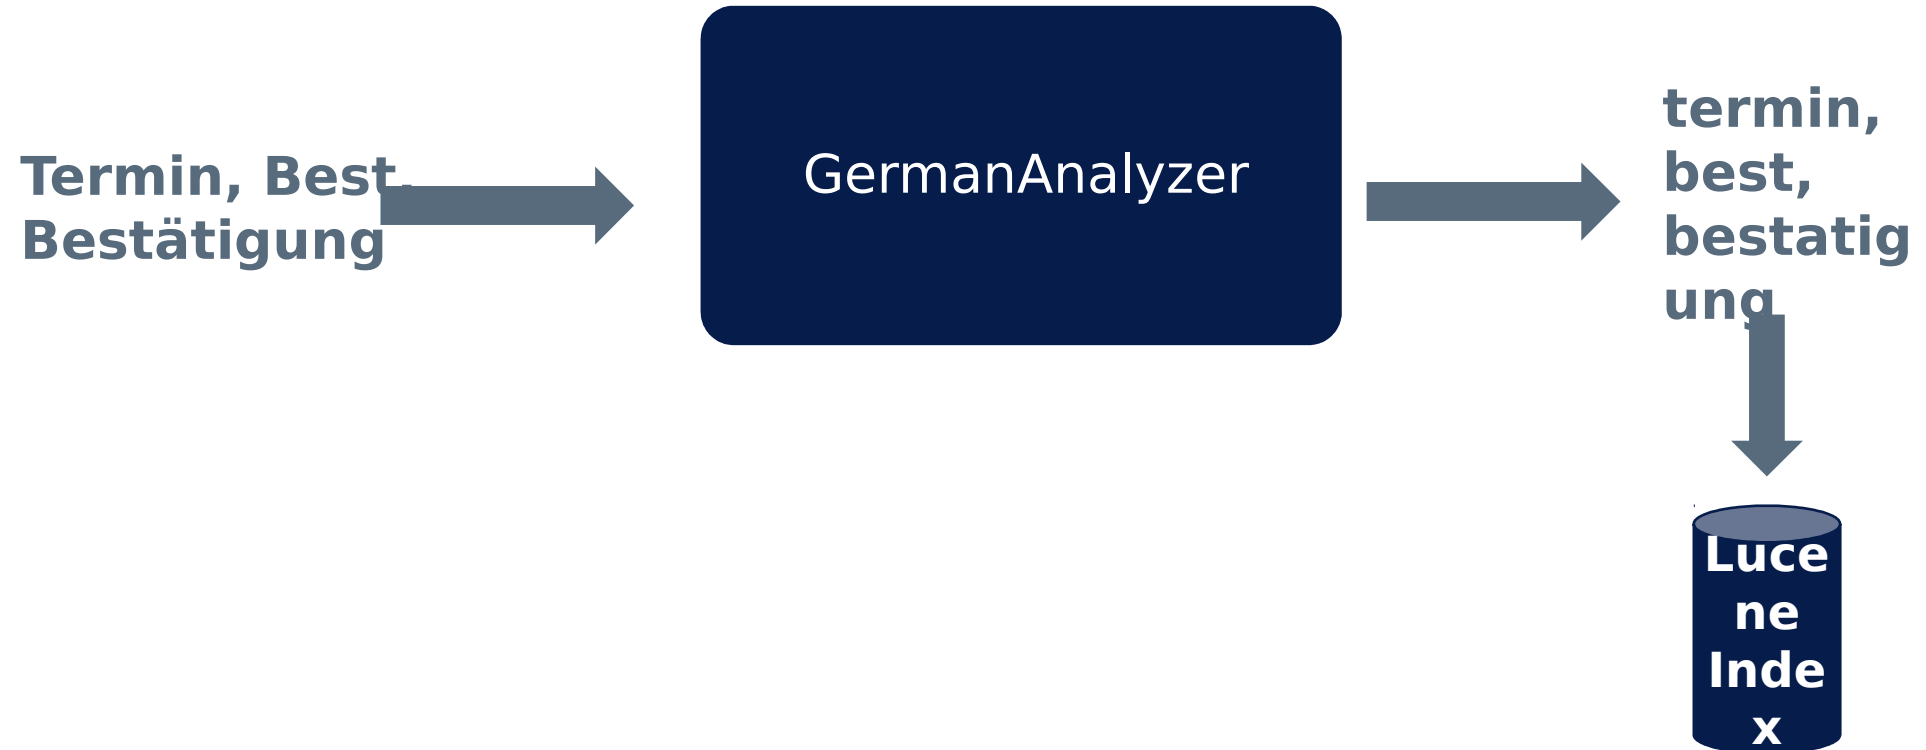 Termin, Best,
Bestätigung
GermanAnalyzer
termin,
best,
bestatig
ung
Luce
ne
Inde
x